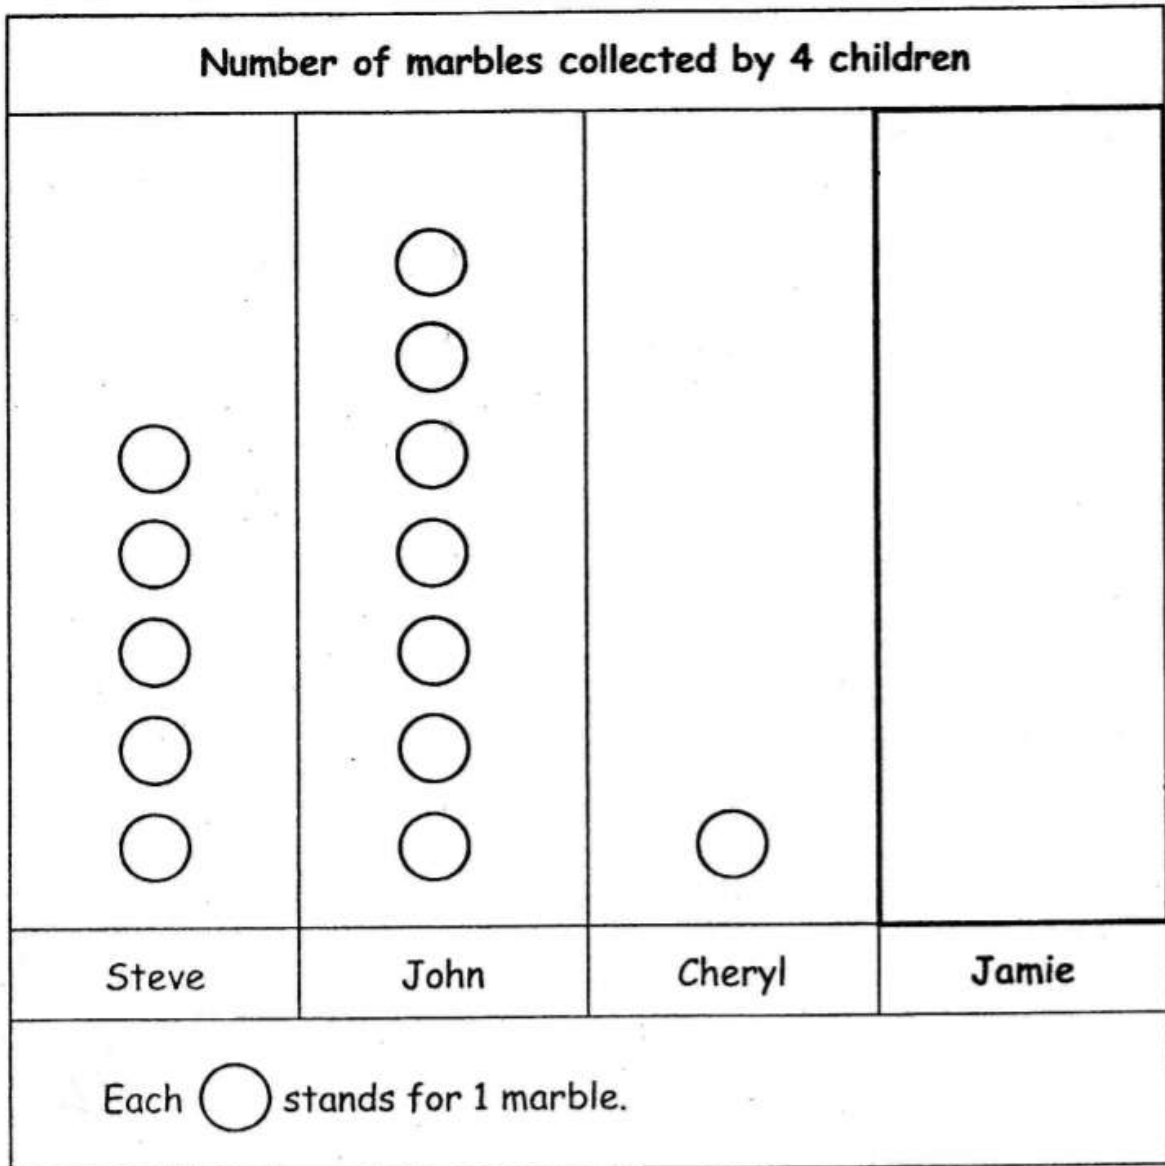 Number of marbles collected by 4 children
Steve
John
Cheryl
Jamie
Each stands for 1 marble.